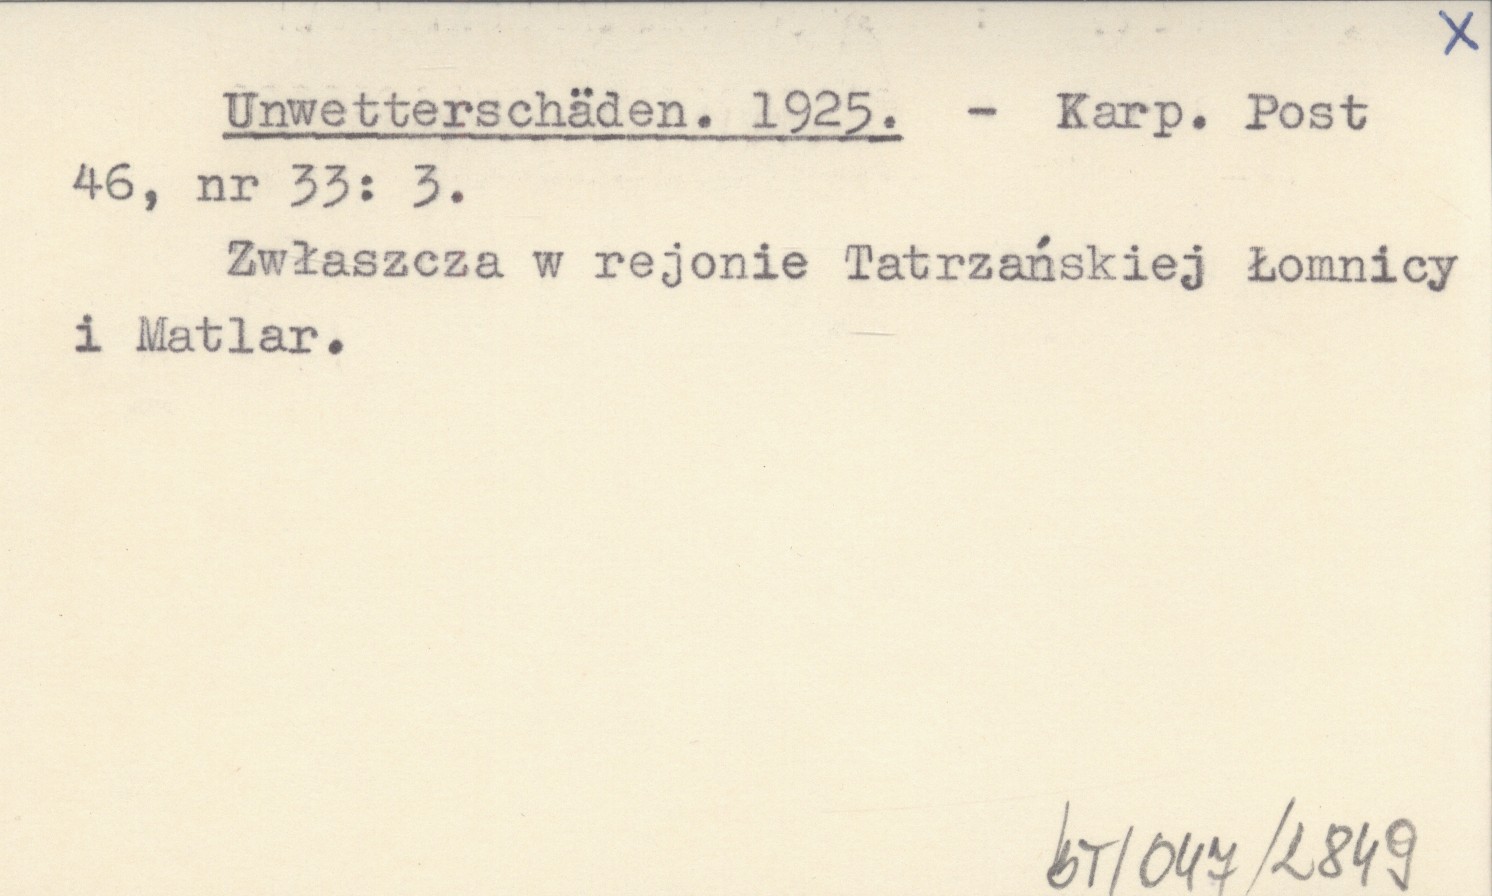 X
Unwetterschäden. 1925. - Karp. Post
46, nr 33: 3.
Zwłaszcza w rejonie Tatrzańskiej Łomnicy
i Matlar.
bT/047/2849